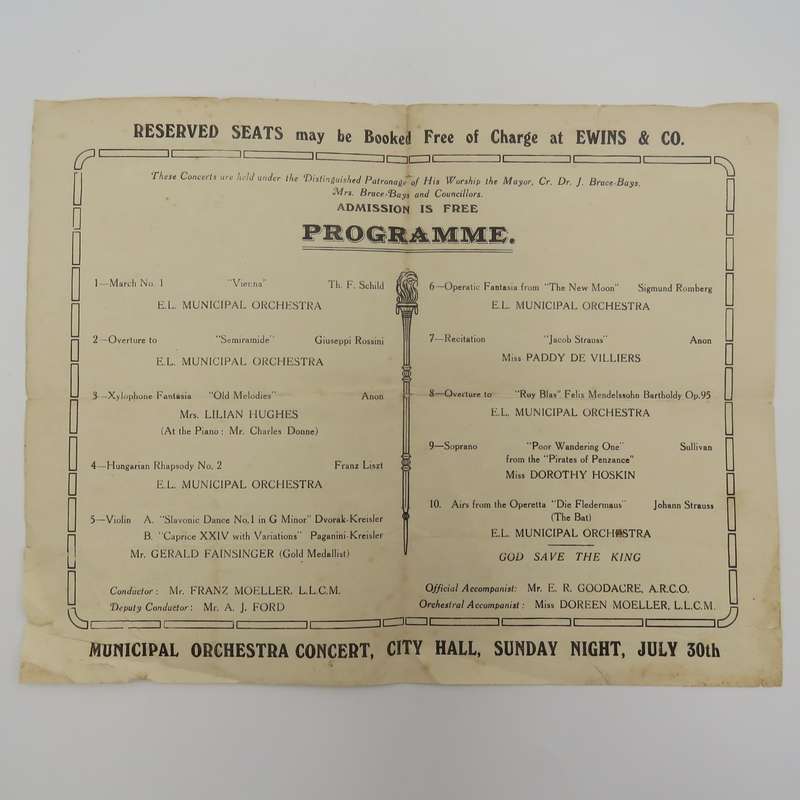 RESERVED SEATS may be Booked Free of Charge at EWINS & CO.
These Concerts are held under the Distinguished Patronage of His Worship the Mayor, Cr. Dr. J. Bruce-Bays,
Mrs. Bruce-Bays and Councillors.
ADMISSION IS FREE
PROGRAMME.
1—March No. 1 "Vienna" Th. F. Schild
E.L. MUNICIPAL ORCHESTRA
2—Overture to "Semiramide" Giuseppi Rossini
E.L. MUNICIPAL ORCHESTRA
3—Xylophone Fantasia "Old Melodies" Anon
Mrs. LILIAN HUGHES
(At the Piano: Mr. Charles Donne)
4—Hungarian Rhapsody No. 2 Franz Liszt
E.L. MUNICIPAL ORCHESTRA
5—Violin A. "Slavonic Dance No. 1 in G Minor" Dvorak-Kreisler
B. "Caprice XXIV with Variations" Paganini-Kreisler
Mr. GERALD FAINSINGER (Gold Medallist)
Conductor: Mr. FRANZ MOELLER, L.L.C.M.
Deputy Conductor: Mr. A. J. FORD
6—Operatic Fantasia from "The New Moon" Sigmund Romberg
E.L. MUNICIPAL ORCHESTRA
7—Recitation "Jacob Strauss" Anon
Miss PADDY DE VILLIERS
8—Overture to "Ruy Blas" Felix Mendelssohn Bartholdy Op. 95
E.L. MUNICIPAL ORCHESTRA
9—Soprano "Poor Wandering One" Sullivan
from the "Pirates of Penzance"
Miss DOROTHY HOSKIN
10. Airs from the Operetta "Die Fledermaus" Johann Strauss
(The Bat)
E.L. MUNICIPAL ORCHESTRA
GOD SAVE THE KING
Official Accompanist: Mr. E. R. GOODACRE, A.R.C.O.
Orchestral Accompanist: Miss DOREEN MOELLER, L.L.C.M.
MUNICIPAL ORCHESTRA CONCERT, CITY HALL, SUNDAY NIGHT, JULY 30th